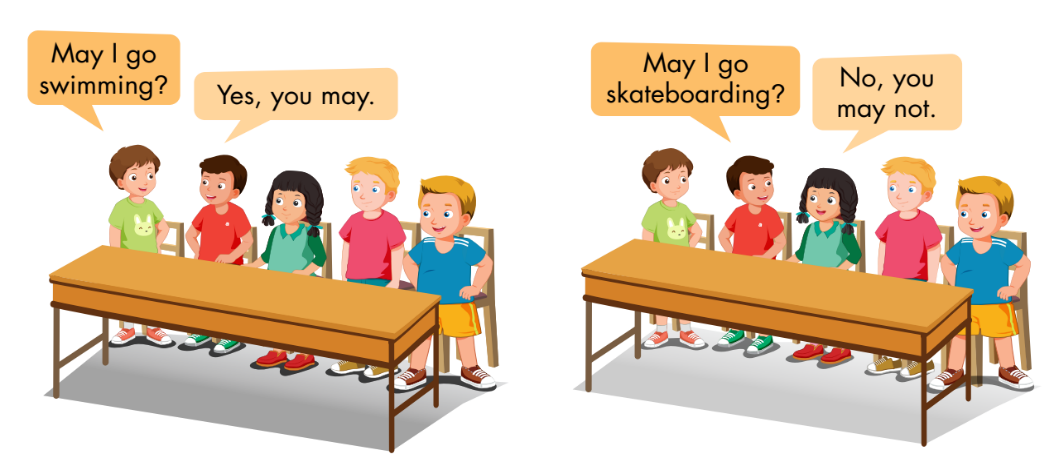 May I go
swimming?
Yes, you may.
May I go
skateboarding?
No, you
may not.